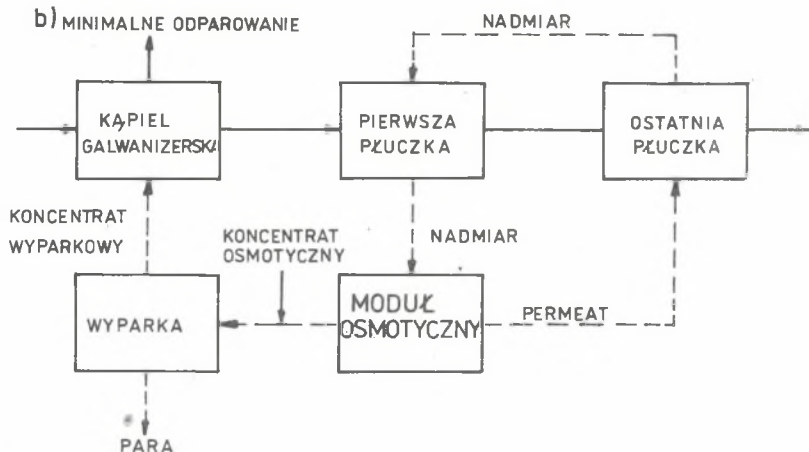 b) MINIMALNE ODPAROWANIE
NADMIAR
KĄPIEL
GALWANIZERSKA
PIERWSZA
PŁUCZKA
OSTATNIA
PŁUCZKA
KONCENTRAT
WYPARKOWY
KONCENTRAT
OSMOTYCZNY
NADMIAR
WYPARKA
MODUŁ
OSMOTYCZNY
PERMEAT
PARA